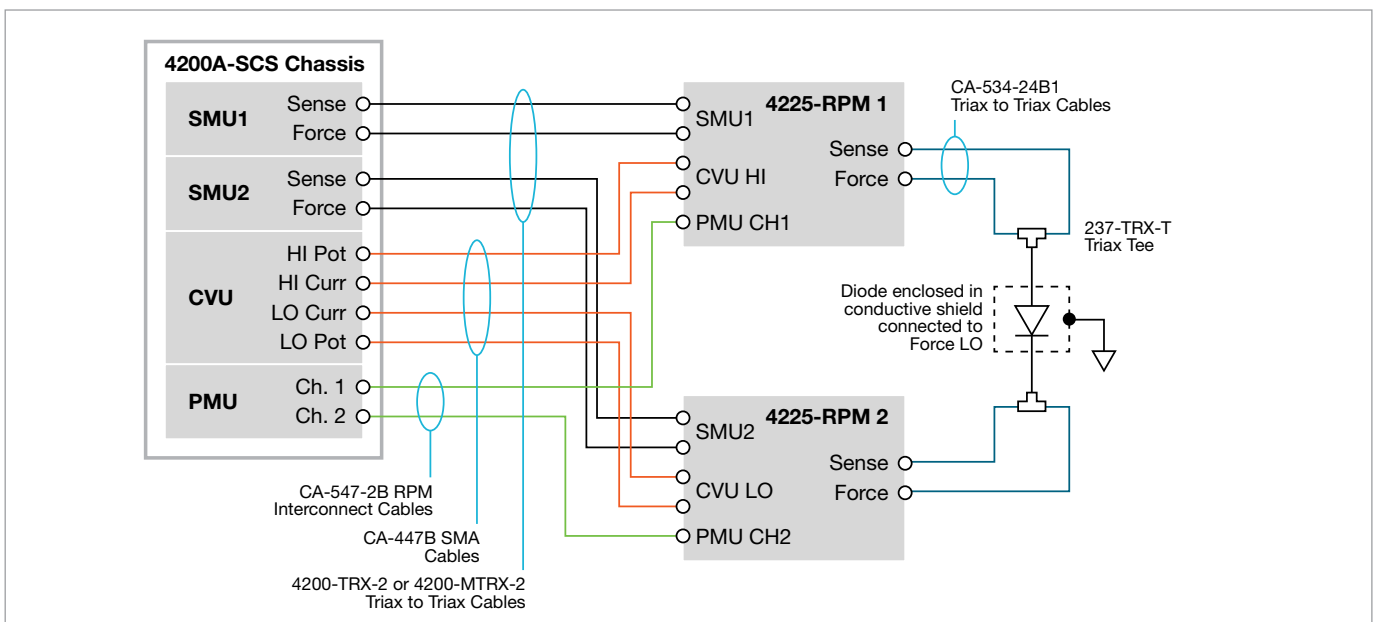 4200A-SCS Chassis
SMU1
Sense
Force
SMU2
Sense
Force
CVU
HI Pot
HI Curr
LO Curr
LO Pot
PMU
Ch. 1
Ch. 2
4225-RPM 1
SMU1
CVU HI
PMU CH1
Sense
Force
CA-534-24B1
Triax to Triax Cables
237-TRX-T
Triax Tee
Diode enclosed in
conductive shield
connected to
Force LO
4225-RPM 2
SMU2
CVU LO
PMU CH2
Sense
Force
CA-547-2B RPM
Interconnect Cables
CA-447B SMA
Cables
4200-TRX-2 or 4200-MTRX-2
Triax to Triax Cables